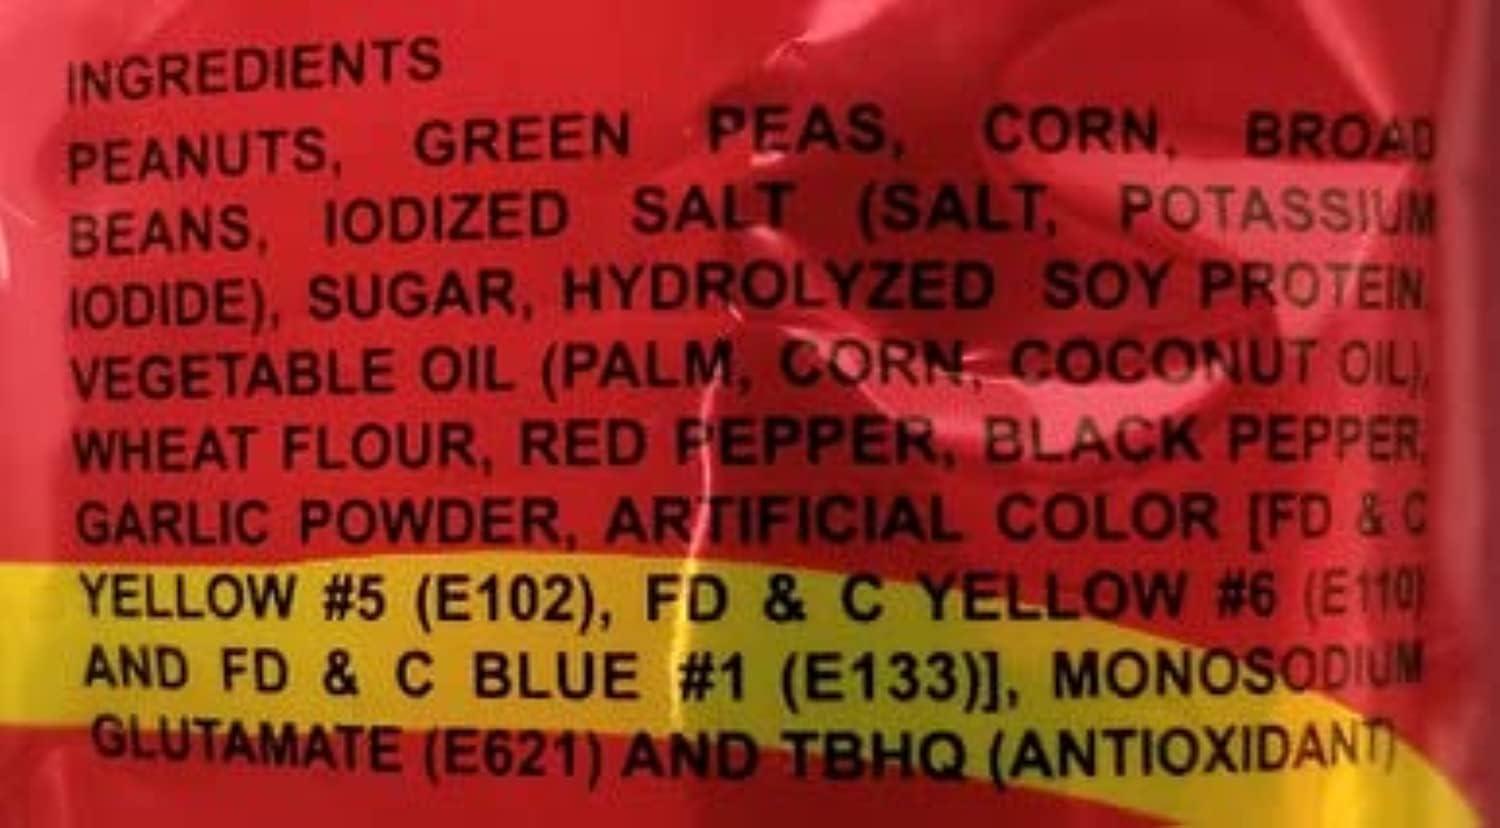 INGREDIENTS
PEANUTS, GREEN PEAS, CORN, BROAD
BEANS, IODIZED SALT (SALT, POTASSIUM
IODIDE), SUGAR, HYDROLYZED SOY PROTEIN,
VEGETABLE OIL (PALM, CORN, COCONUT OIL),
WHEAT FLOUR, RED PEPPER, BLACK PEPPER,
GARLIC POWDER, ARTIFICIAL COLOR [FD & C
YELLOW #5 (E102), FD & C YELLOW #6 (E110)
AND FD & C BLUE #1 (E133)], MONOSODIUM
GLUTAMATE (E621) AND TBHQ (ANTIOXIDANT)